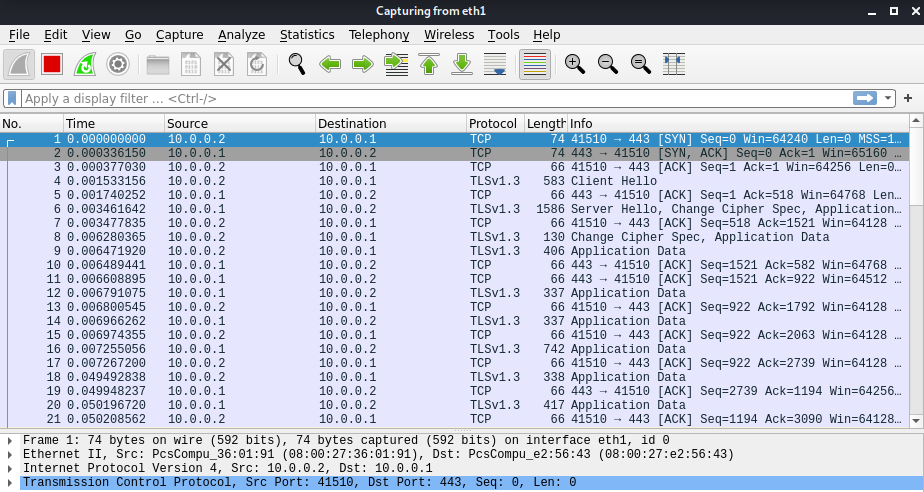 Capturing from eth1
File Edit View Go Capture Analyze Statistics Telephony Wireless Tools Help
Apply a display filter … <Ctrl-/>
No. Time Source Destination Protocol Length Info
1 0.000000000 10.0.0.2 10.0.0.1 TCP 74 41510 → 443 [SYN] Seq=0 Win=64240 Len=0 MSS=1…
2 0.000336150 10.0.0.1 10.0.0.2 TCP 74 443 → 41510 [SYN, ACK] Seq=0 Ack=1 Win=65160 …
3 0.000377030 10.0.0.2 10.0.0.1 TCP 66 41510 → 443 [ACK] Seq=1 Ack=1 Win=64256 Len=0…
4 0.001533156 10.0.0.2 10.0.0.1 TLSv1.3 583 Client Hello
5 0.001740252 10.0.0.1 10.0.0.2 TCP 66 443 → 41510 [ACK] Seq=1 Ack=518 Win=64768 Len…
6 0.003461642 10.0.0.1 10.0.0.2 TLSv1.3 1586 Server Hello, Change Cipher Spec, Application…
7 0.003477835 10.0.0.2 10.0.0.1 TCP 66 41510 → 443 [ACK] Seq=518 Ack=1521 Win=64128 …
8 0.006280365 10.0.0.2 10.0.0.1 TLSv1.3 130 Change Cipher Spec, Application Data
9 0.006471920 10.0.0.2 10.0.0.1 TLSv1.3 406 Application Data
10 0.006489441 10.0.0.1 10.0.0.2 TCP 66 443 → 41510 [ACK] Seq=1521 Ack=582 Win=64768 …
11 0.006608895 10.0.0.1 10.0.0.2 TCP 66 443 → 41510 [ACK] Seq=1521 Ack=922 Win=64512 …
12 0.006791075 10.0.0.1 10.0.0.2 TLSv1.3 337 Application Data
13 0.006800545 10.0.0.2 10.0.0.1 TCP 66 41510 → 443 [ACK] Seq=922 Ack=1792 Win=64128 …
14 0.006966262 10.0.0.1 10.0.0.2 TLSv1.3 337 Application Data
15 0.006974355 10.0.0.2 10.0.0.1 TCP 66 41510 → 443 [ACK] Seq=922 Ack=2063 Win=64128 …
16 0.007255056 10.0.0.1 10.0.0.2 TLSv1.3 742 Application Data
17 0.007267200 10.0.0.2 10.0.0.1 TCP 66 41510 → 443 [ACK] Seq=922 Ack=2739 Win=64128 …
18 0.049492838 10.0.0.2 10.0.0.1 TLSv1.3 338 Application Data
19 0.049948237 10.0.0.1 10.0.0.2 TCP 66 443 → 41510 [ACK] Seq=2739 Ack=1194 Win=64256…
20 0.050196720 10.0.0.1 10.0.0.2 TLSv1.3 417 Application Data
21 0.050208562 10.0.0.2 10.0.0.1 TCP 66 41510 → 443 [ACK] Seq=1194 Ack=3090 Win=64128…
Frame 1: 74 bytes on wire (592 bits), 74 bytes captured (592 bits) on interface eth1, id 0
Ethernet II, Src: PcsCompu_36:01:91 (08:00:27:36:01:91), Dst: PcsCompu_e2:56:43 (08:00:27:e2:56:43)
Internet Protocol Version 4, Src: 10.0.0.2, Dst: 10.0.0.1
Transmission Control Protocol, Src Port: 41510, Dst Port: 443, Seq: 0, Len: 0